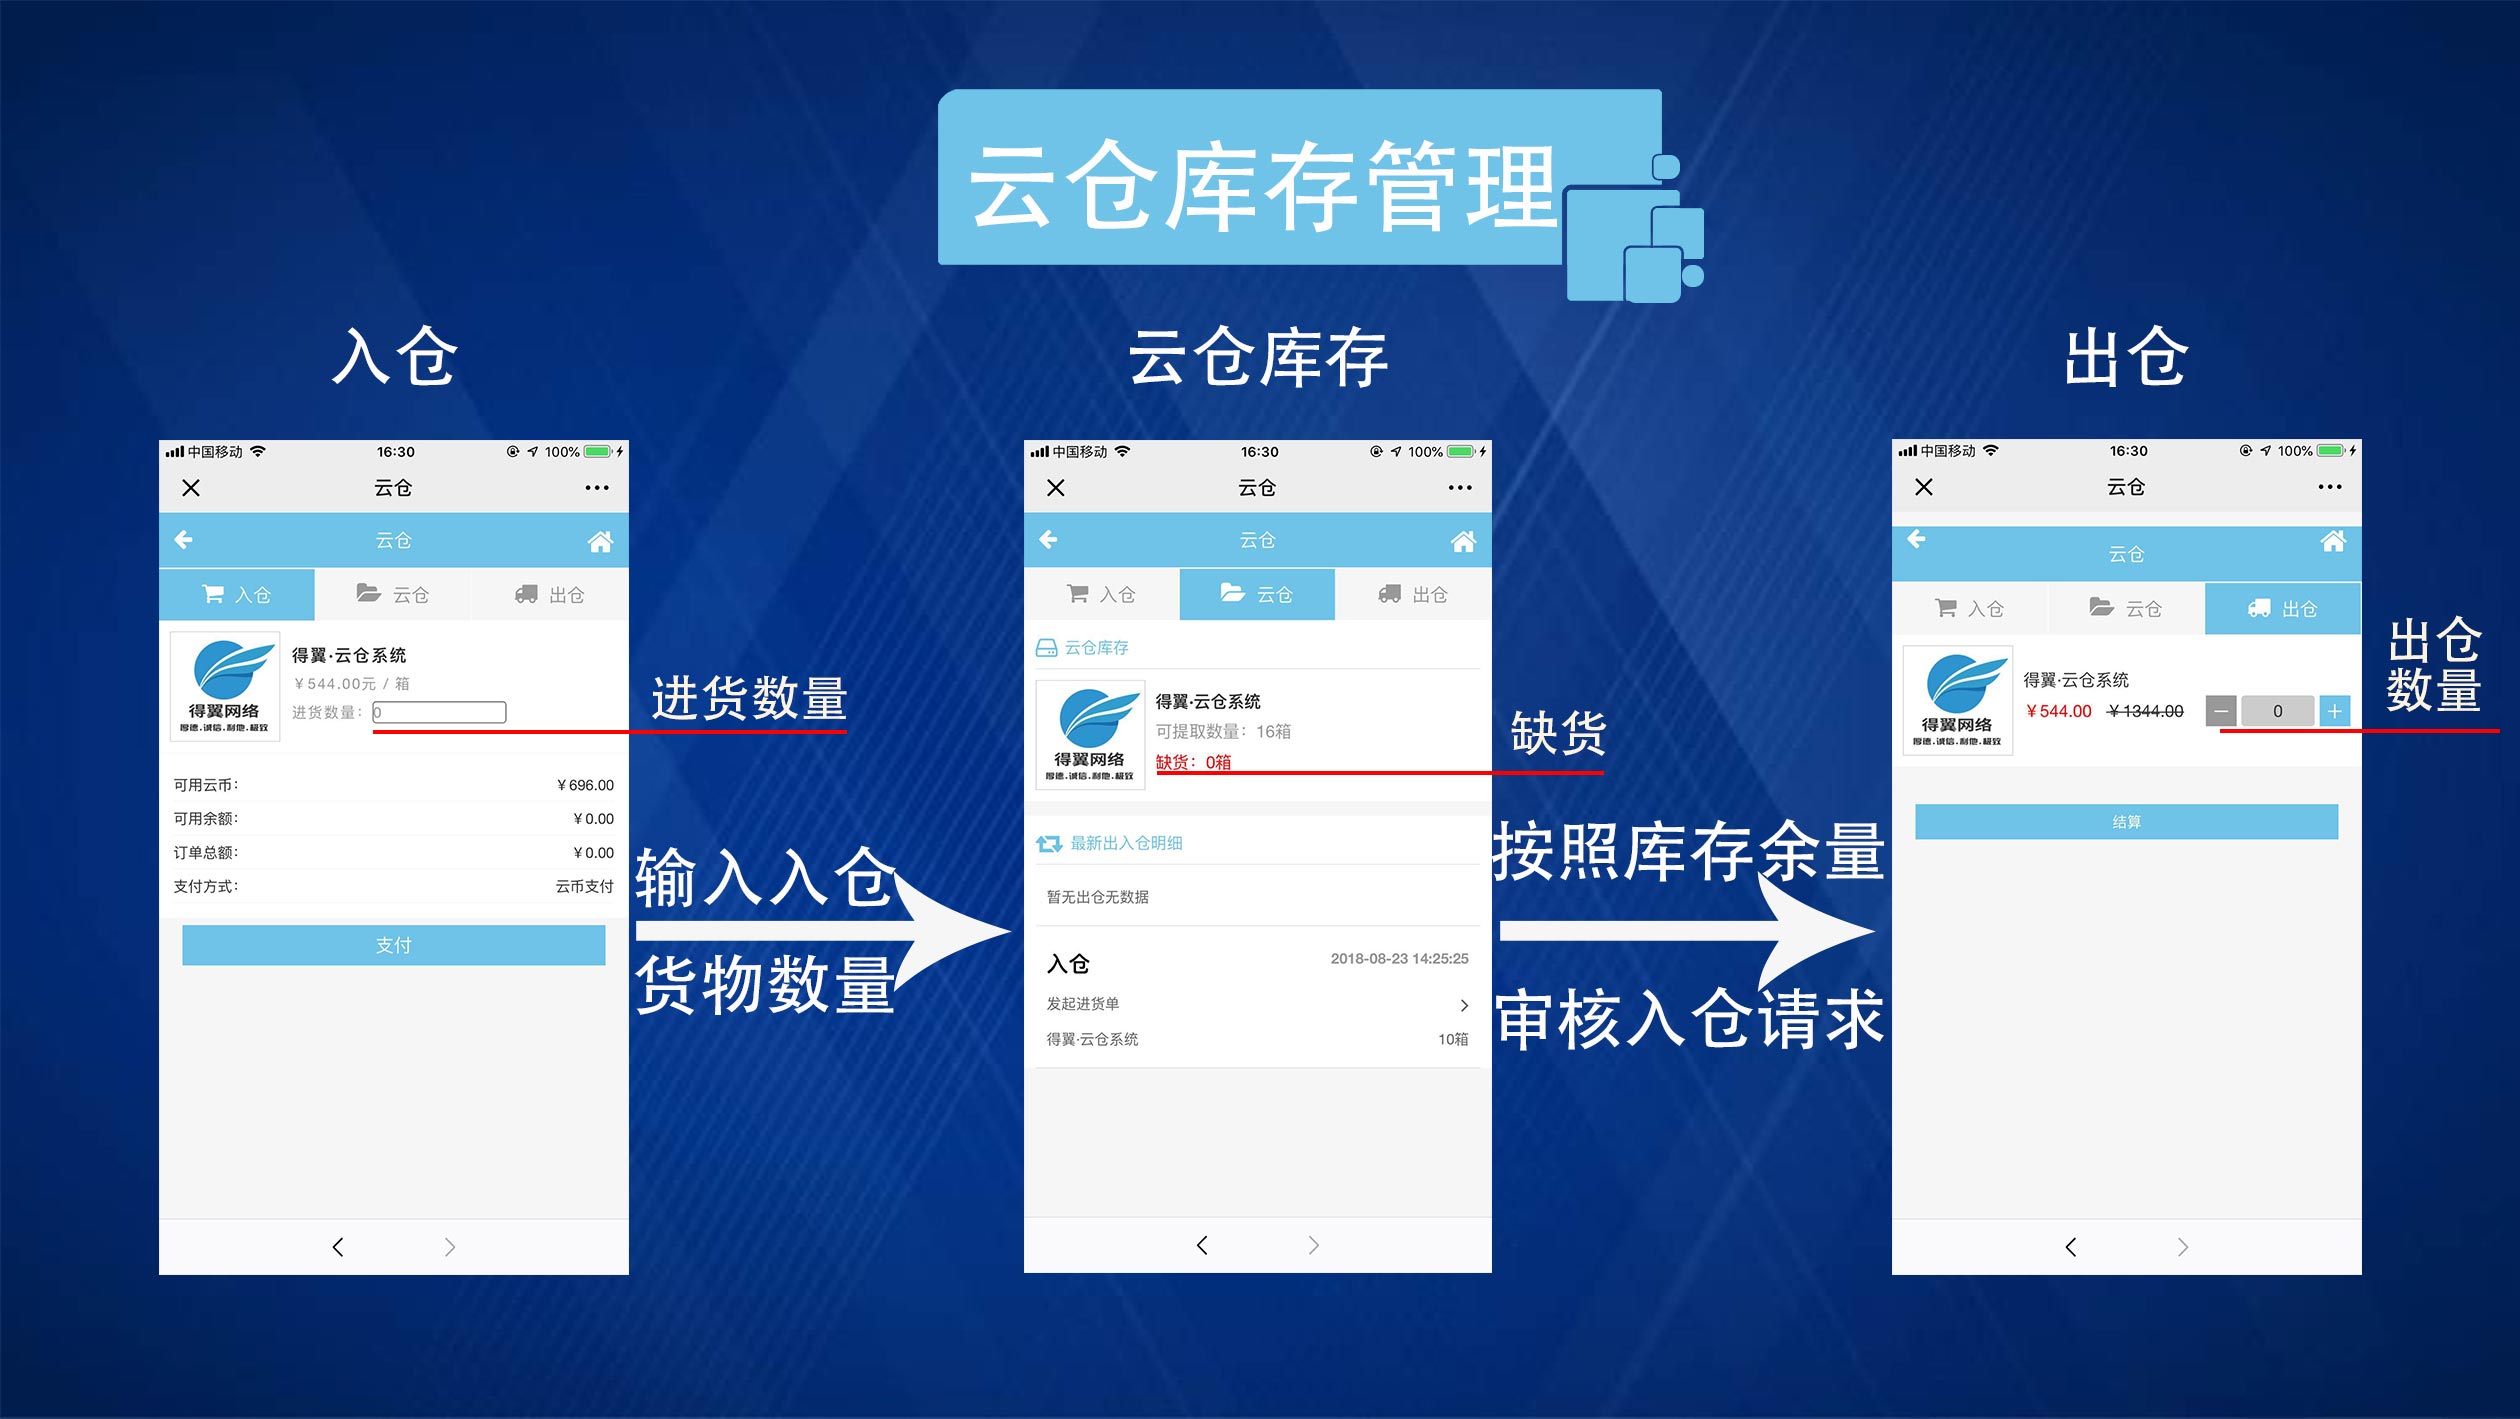 云仓库存管理
入仓
中国移动 16:30 100%
云仓
云仓
入仓 云仓 出仓
得翼网络
厚德.诚信.利他.极致
得翼·云仓系统
￥544.00元 / 箱
进货数量: 0
进货数量
可用云币: ￥696.00
可用余额: ￥0.00
订单总额: ￥0.00
支付方式: 云币支付
支付
输入入仓
货物数量
云仓库存
中国移动 16:30 100%
云仓
云仓
入仓 云仓 出仓
云仓库存
得翼网络
厚德.诚信.利他.极致
得翼·云仓系统
可提取数量: 16箱
缺货: 0箱
缺货
最新出入仓明细
暂无出仓无数据
入仓 2018-08-23 14:25:25
发起进货单
得翼·云仓系统 10箱
按照库存余量
审核入仓请求
出仓
中国移动 16:30 100%
云仓
云仓
入仓 云仓 出仓
得翼网络
厚德.诚信.利他.极致
得翼·云仓系统
￥544.00 ￥1344.00 0
出仓
数量
结算